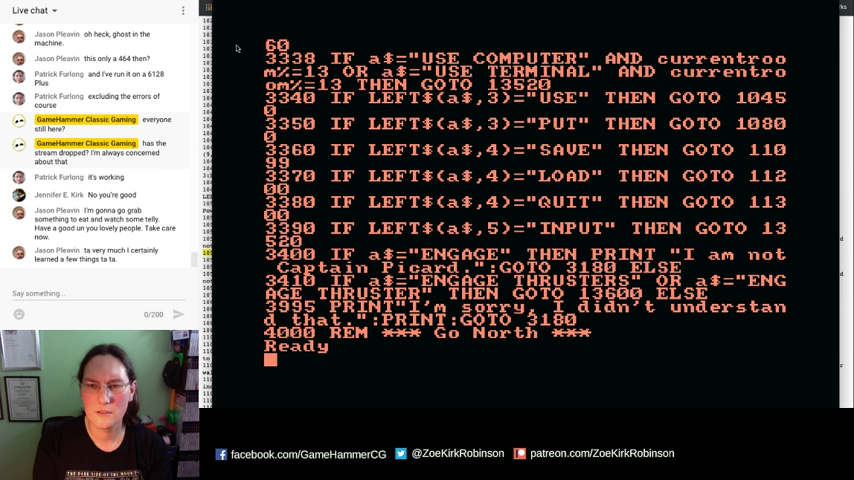 Live chat
Jason Pleavin oh heck, ghost in the
machine.
Jason Pleavin this only a 464 then?
Patrick Furlong and I've run it on a 6128
Plus
Patrick Furlong excluding the errors of
course
GameHammer Classic Gaming everyone
still here?
GameHammer Classic Gaming has the
stream dropped? I'm always concerned
about that
Patrick Furlong it's working
Jennifer E. Kirk No you're good
Jason Pleavin I'm gonna go grab
something to eat and watch some telly.
Have a good un you lovely people. Take care
now.
Jason Pleavin ta very much I certainly
learned a few things ta ta.
Say something...
0/200
60
3338 IF a$="USE COMPUTER" AND currentroo
m%=13 OR a$="USE TERMINAL" AND currentro
om%=13 THEN GOTO 13520
3340 IF LEFT$(a$,3)="USE" THEN GOTO 1045
0
3350 IF LEFT$(a$,3)="PUT" THEN GOTO 1080
0
3360 IF LEFT$(a$,4)="SAVE" THEN GOTO 110
99
3370 IF LEFT$(a$,4)="LOAD" THEN GOTO 112
00
3380 IF LEFT$(a$,4)="QUIT" THEN GOTO 113
00
3390 IF LEFT$(a$,5)="INPUT" THEN GOTO 13
520
3400 IF a$="ENGAGE" THEN PRINT "I am not
Captain Picard.":GOTO 3180 ELSE
3410 IF a$="ENGAGE THRUSTERS" OR a$="ENG
AGE THRUSTER" THEN GOTO 13600 ELSE
3995 PRINT"I'm sorry, I didn't understan
d that.":PRINT:GOTO 3180
4000 REM *** Go North ***
Ready
facebook.com/GameHammerCG
@ZoeKirkRobinson
patreon.com/ZoeKirkRobinson